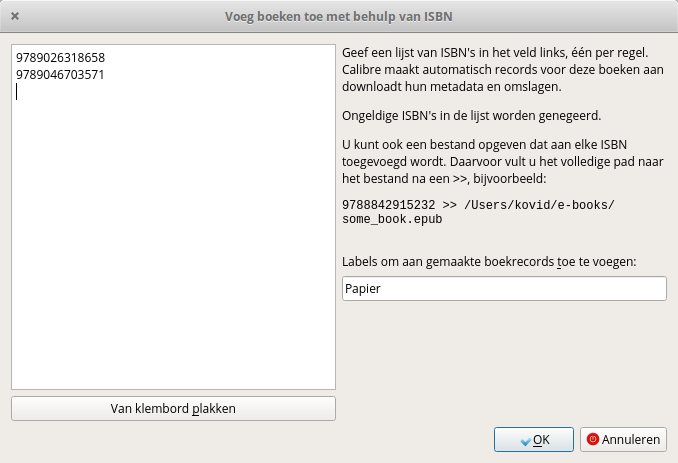 Voeg boeken toe met behulp van ISBN
9789026318658
9789046703571
Geef een lijst van ISBN's in het veld links, één per regel.
Calibre maakt automatisch records voor deze boeken aan
downloadt hun metadata en omslagen.
Ongeldige ISBN's in de lijst worden genegeerd.
U kunt ook een bestand opgeven dat aan elke ISBN
toegevoegd wordt. Daarvoor vult u het volledige pad naar
het bestand na een >>, bijvoorbeeld:
9788842915232 >> /Users/kovid/e-books/
some_book.epub
Labels om aan gemaakte boekrecords toe te voegen:
Papier
Van klembord plakken
OK
Annuleren